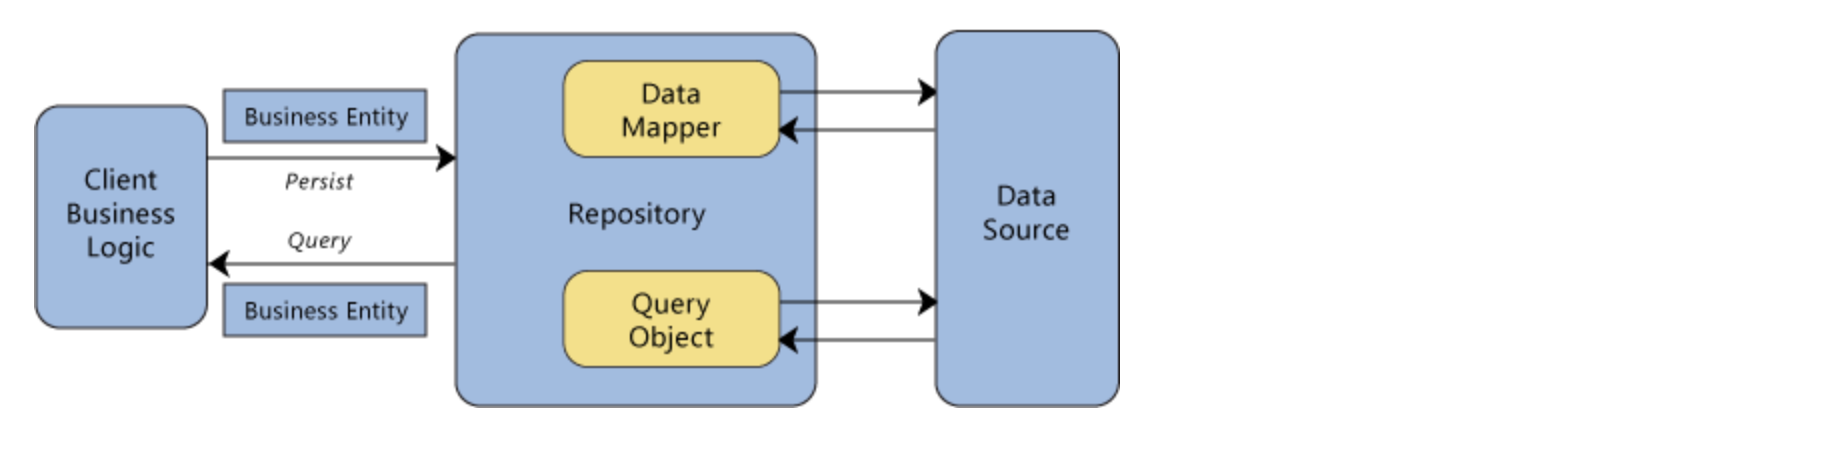 Client
Business
Logic
Business Entity
Persist
Query
Business Entity
Data
Mapper
Repository
Query
Object
Data
Source